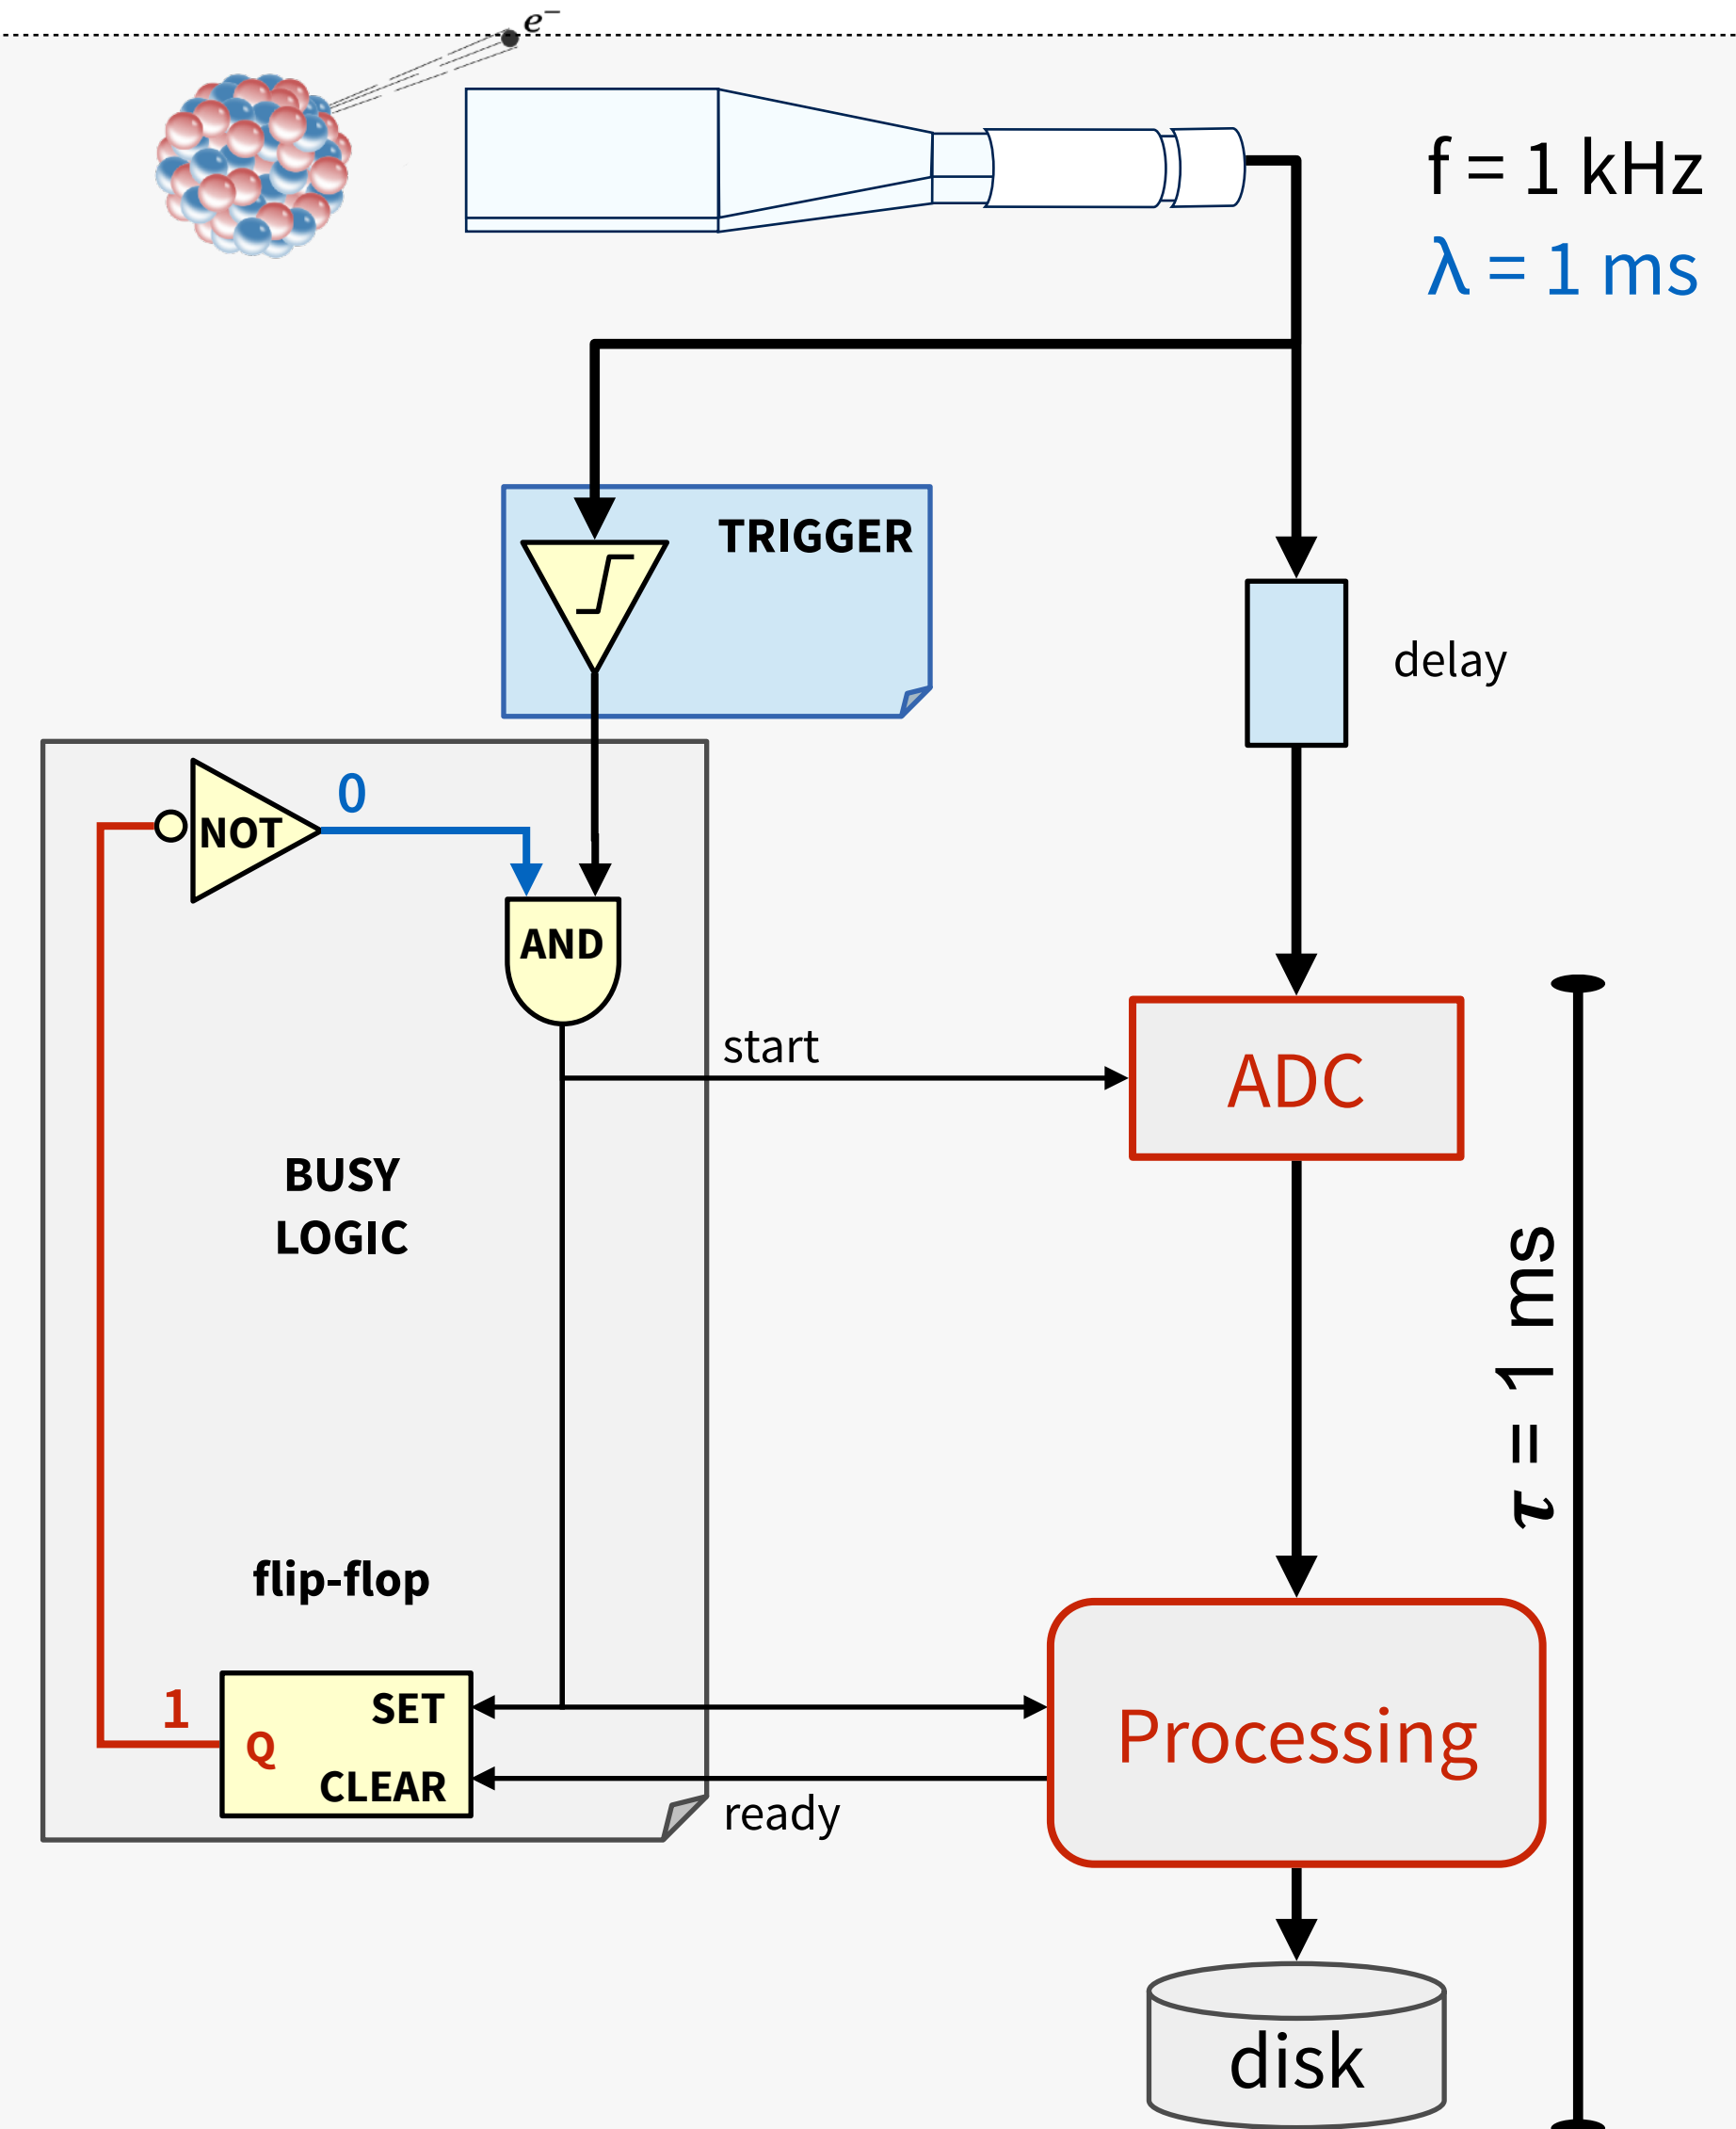 e⁻
f = 1 kHz
λ = 1 ms
TRIGGER
delay
NOT
0
AND
start
ADC
BUSY
LOGIC
τ = 1 ms
flip-flop
1
Q
SET
CLEAR
ready
Processing
disk